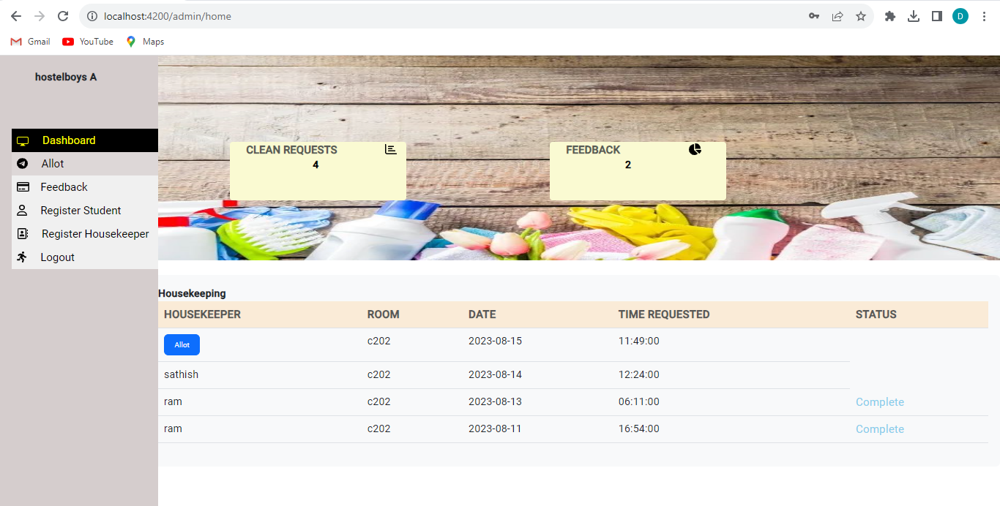 localhost:4200/admin/home
D
Gmail YouTube Maps
hostelboys A
Dashboard
Allot
Feedback
Register Student
Register Housekeeper
Logout
CLEAN REQUESTS
4
FEEDBACK
2
Housekeeping
HOUSEKEEPER ROOM DATE TIME REQUESTED STATUS
Allot c202 2023-08-15 11:49:00
sathish c202 2023-08-14 12:24:00
ram c202 2023-08-13 06:11:00 Complete
ram c202 2023-08-11 16:54:00 Complete